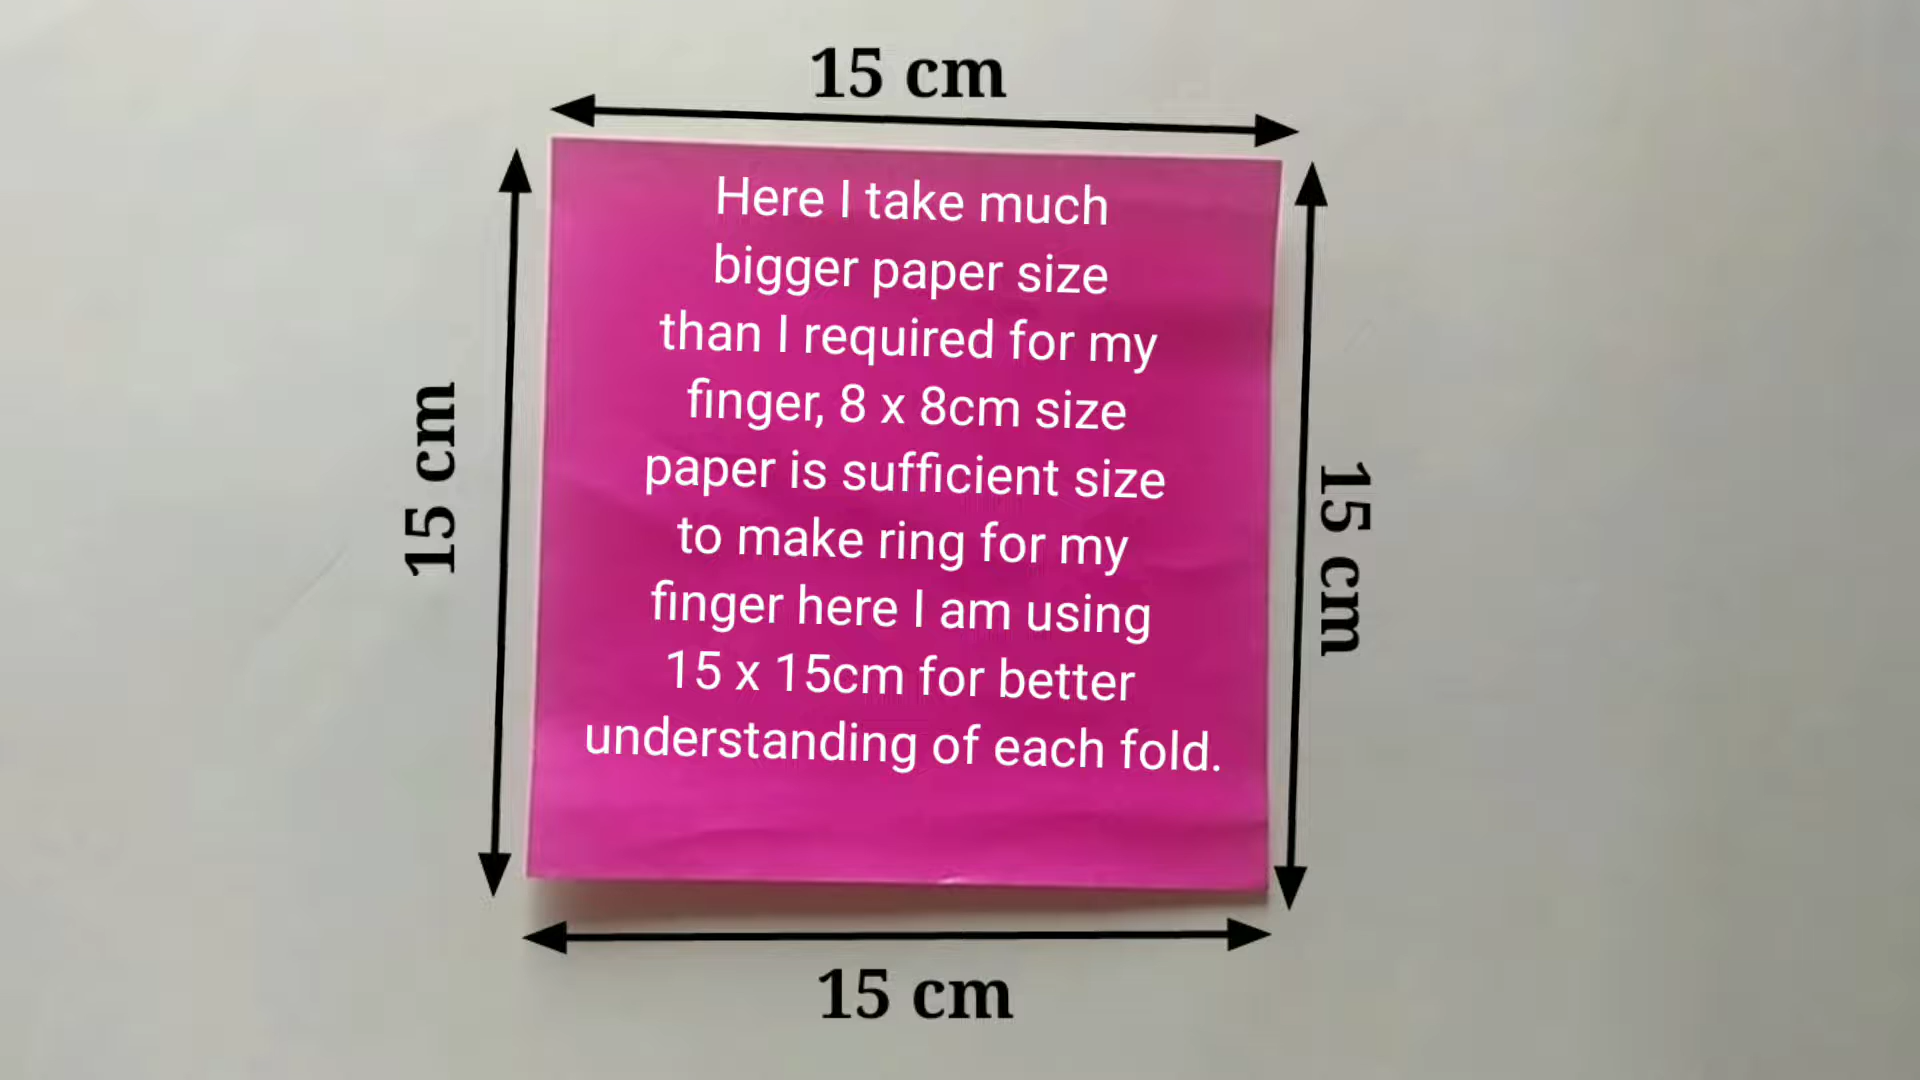 15 cm
Here I take much
bigger paper size
than I required for my
finger, 8 x 8cm size
paper is sufficient size
to make ring for my
finger here I am using
15 x 15cm for better
understanding of each fold.
15 cm
15 cm
15 cm